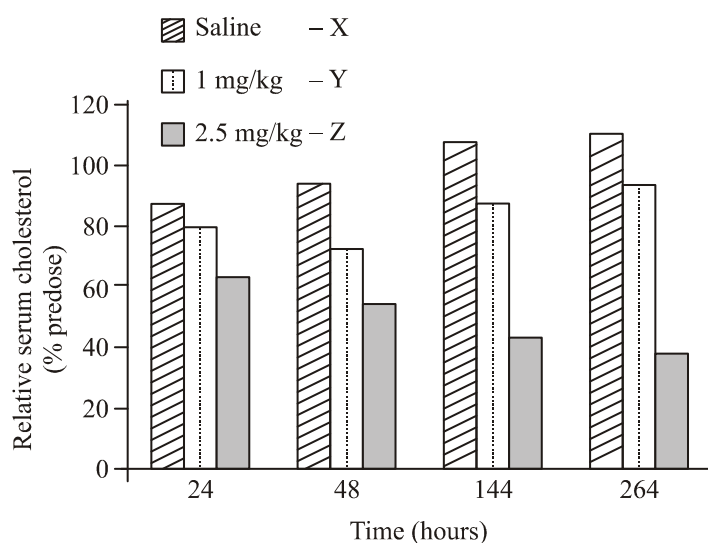 Saline – X
1 mg/kg – Y
2.5 mg/kg – Z
Relative serum cholesterol
(% predose)
120
100
80
60
40
20
0
24 48 144 264
Time (hours)